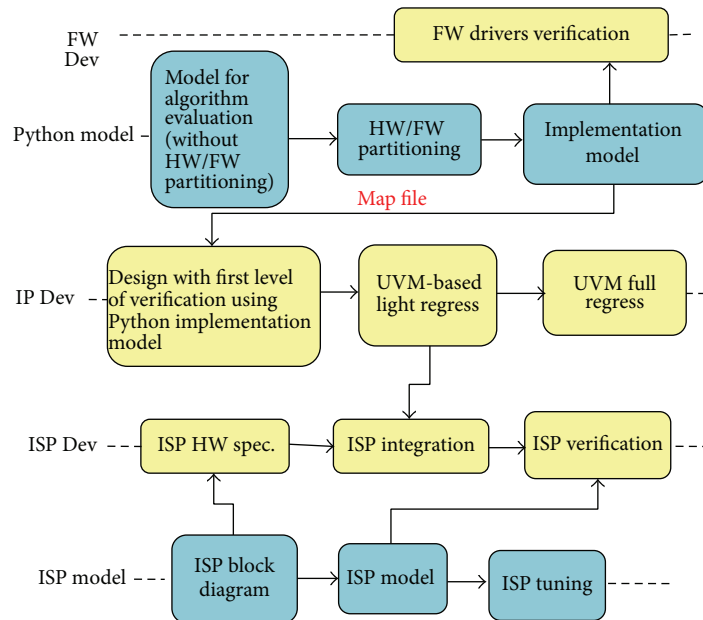 FW
Dev
FW drivers verification
Python model
Model for
algorithm
evaluation
(without
HW/FW
partitioning)
HW/FW
partitioning
Implementation
model
Map file
IP Dev
Design with first level
of verification using
Python implementation
model
UVM-based
light regress
UVM full
regress
ISP Dev
ISP HW spec.
ISP integration
ISP verification
ISP model
ISP block
diagram
ISP model
ISP tuning